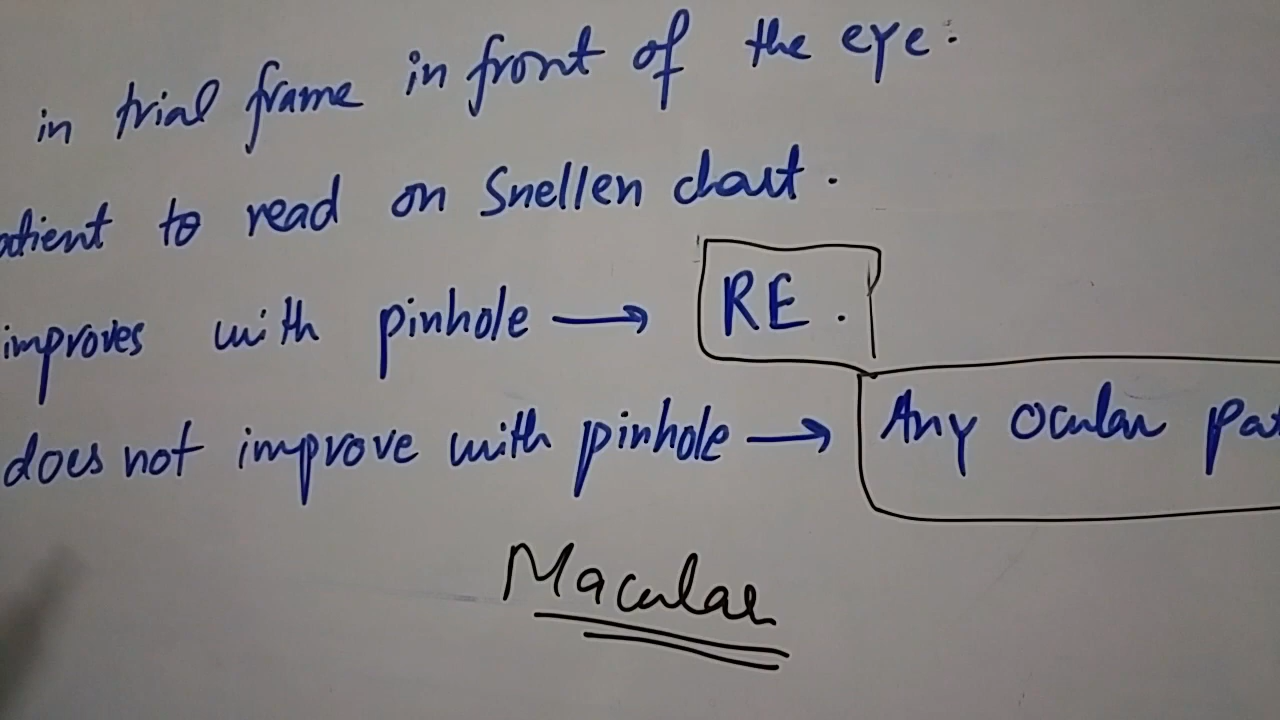 in trial frame in front of the eye.
atient to read on Snellen chart.
improves with pinhole → RE.
does not improve with pinhole → Any ocular pat
Macular